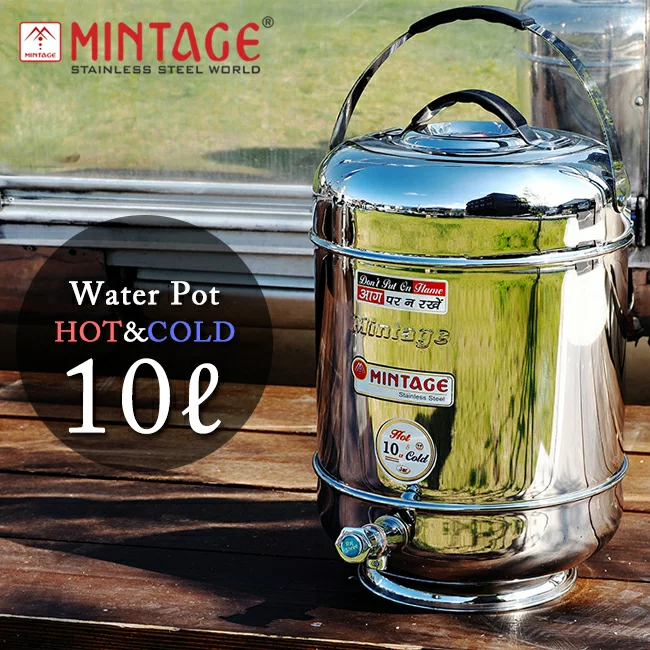 MINTAGE
MINTAGE®
STAINLESS STEEL WORLD
Water Pot
HOT&COLD
10ℓ
Don't Put On Flame
आग पर न रखें
Mintage
MINTAGE
Stainless Steel
Hot
&
10
Cold